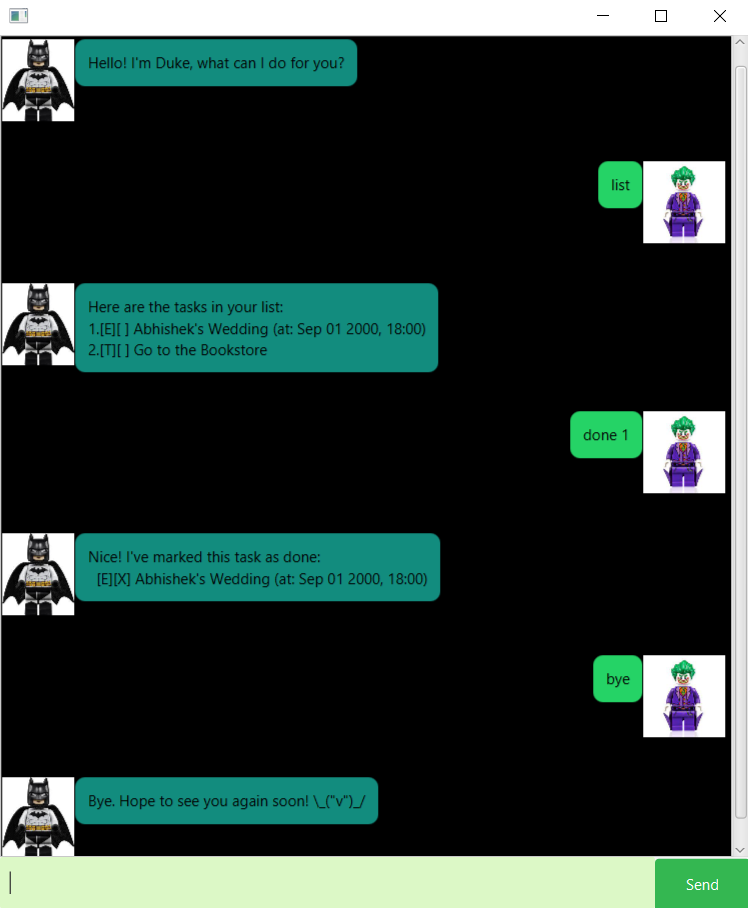 Hello! I'm Duke, what can I do for you?
list
Here are the tasks in your list:
1.[E][ ] Abhishek's Wedding (at: Sep 01 2000, 18:00)
2.[T][ ] Go to the Bookstore
done 1
Nice! I've marked this task as done:
[E][X] Abhishek's Wedding (at: Sep 01 2000, 18:00)
bye
Bye. Hope to see you again soon! \_("v")_/
Send